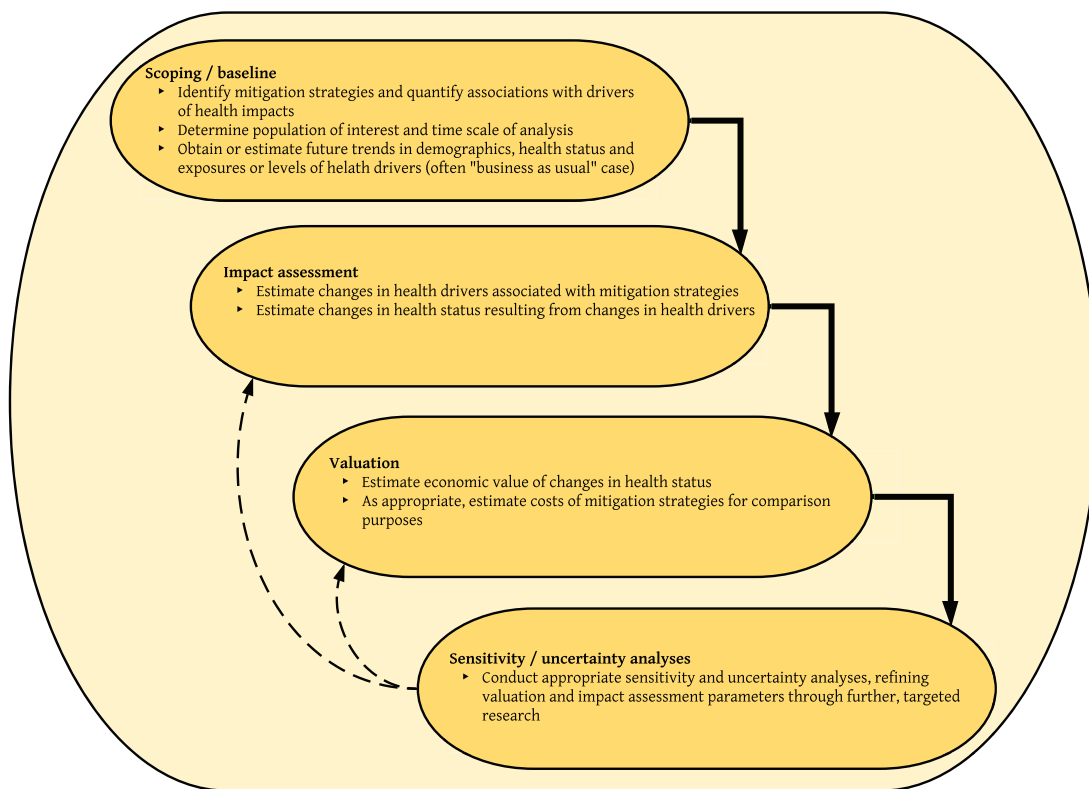 Scoping / baseline
‣ Identify mitigation strategies and quantify associations with drivers
of health impacts
‣ Determine population of interest and time scale of analysis
‣ Obtain or estimate future trends in demographics, health status and
exposures or levels of helath drivers (often "business as usual" case)
Impact assessment
‣ Estimate changes in health drivers associated with mitigation strategies
‣ Estimate changes in health status resulting from changes in health drivers
Valuation
‣ Estimate economic value of changes in health status
‣ As appropriate, estimate costs of mitigation strategies for comparison
purposes
Sensitivity / uncertainty analyses
‣ Conduct appropriate sensitivity and uncertainty analyses, refining
valuation and impact assessment parameters through further, targeted
research